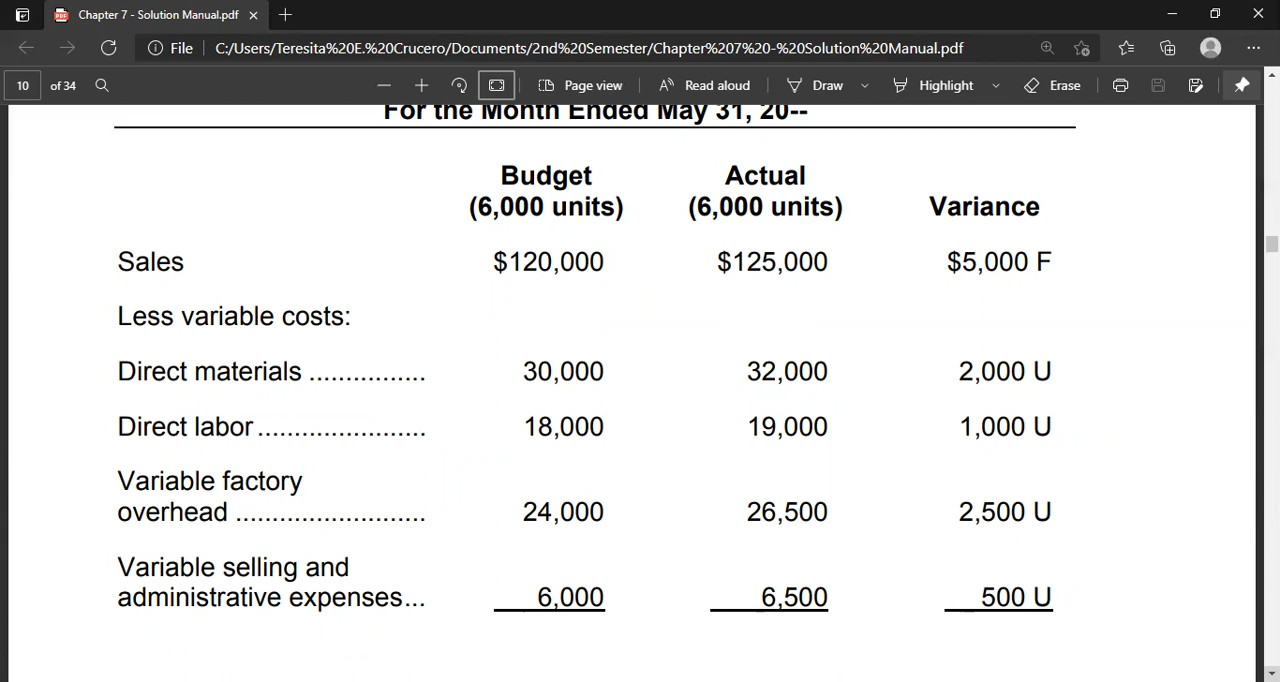 Chapter 7 - Solution Manual.pdf
File C:/Users/Teresita%20E.%20Crucero/Documents/2nd%20Semester/Chapter%207%20-%20Solution%20Manual.pdf
10 of 34 Page view Read aloud Draw Highlight Erase
For the Month Ended May 31, 20--
Budget Actual
(6,000 units) (6,000 units) Variance
Sales $120,000 $125,000 $5,000 F
Less variable costs:
Direct materials ................ 30,000 32,000 2,000 U
Direct labor ....................... 18,000 19,000 1,000 U
Variable factory
overhead .......................... 24,000 26,500 2,500 U
Variable selling and
administrative expenses... 6,000 6,500 500 U